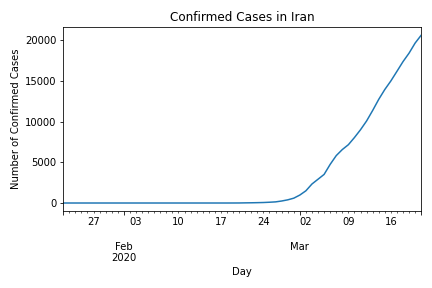 Confirmed Cases in Iran
Number of Confirmed Cases
20000
15000
10000
5000
0
27 03 10 17 24 02 09 16
Feb Mar
2020
Day